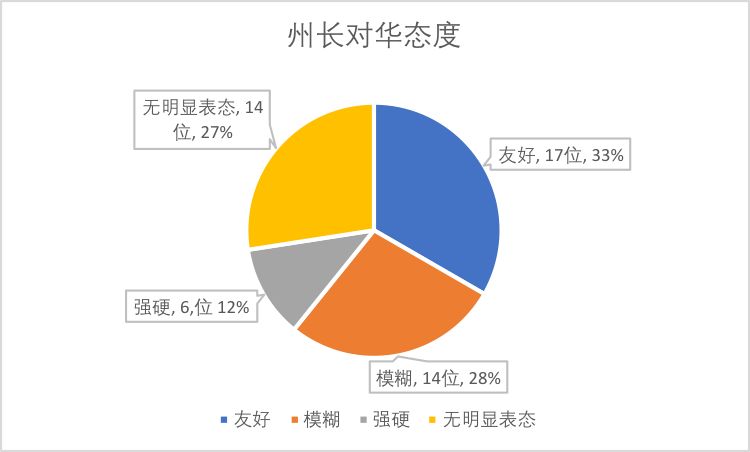 州长对华态度
无明显表态, 14
位, 27%
友好, 17位, 33%
强硬, 6,位 12%
模糊, 14位, 28%
友好 模糊 强硬 无明显表态